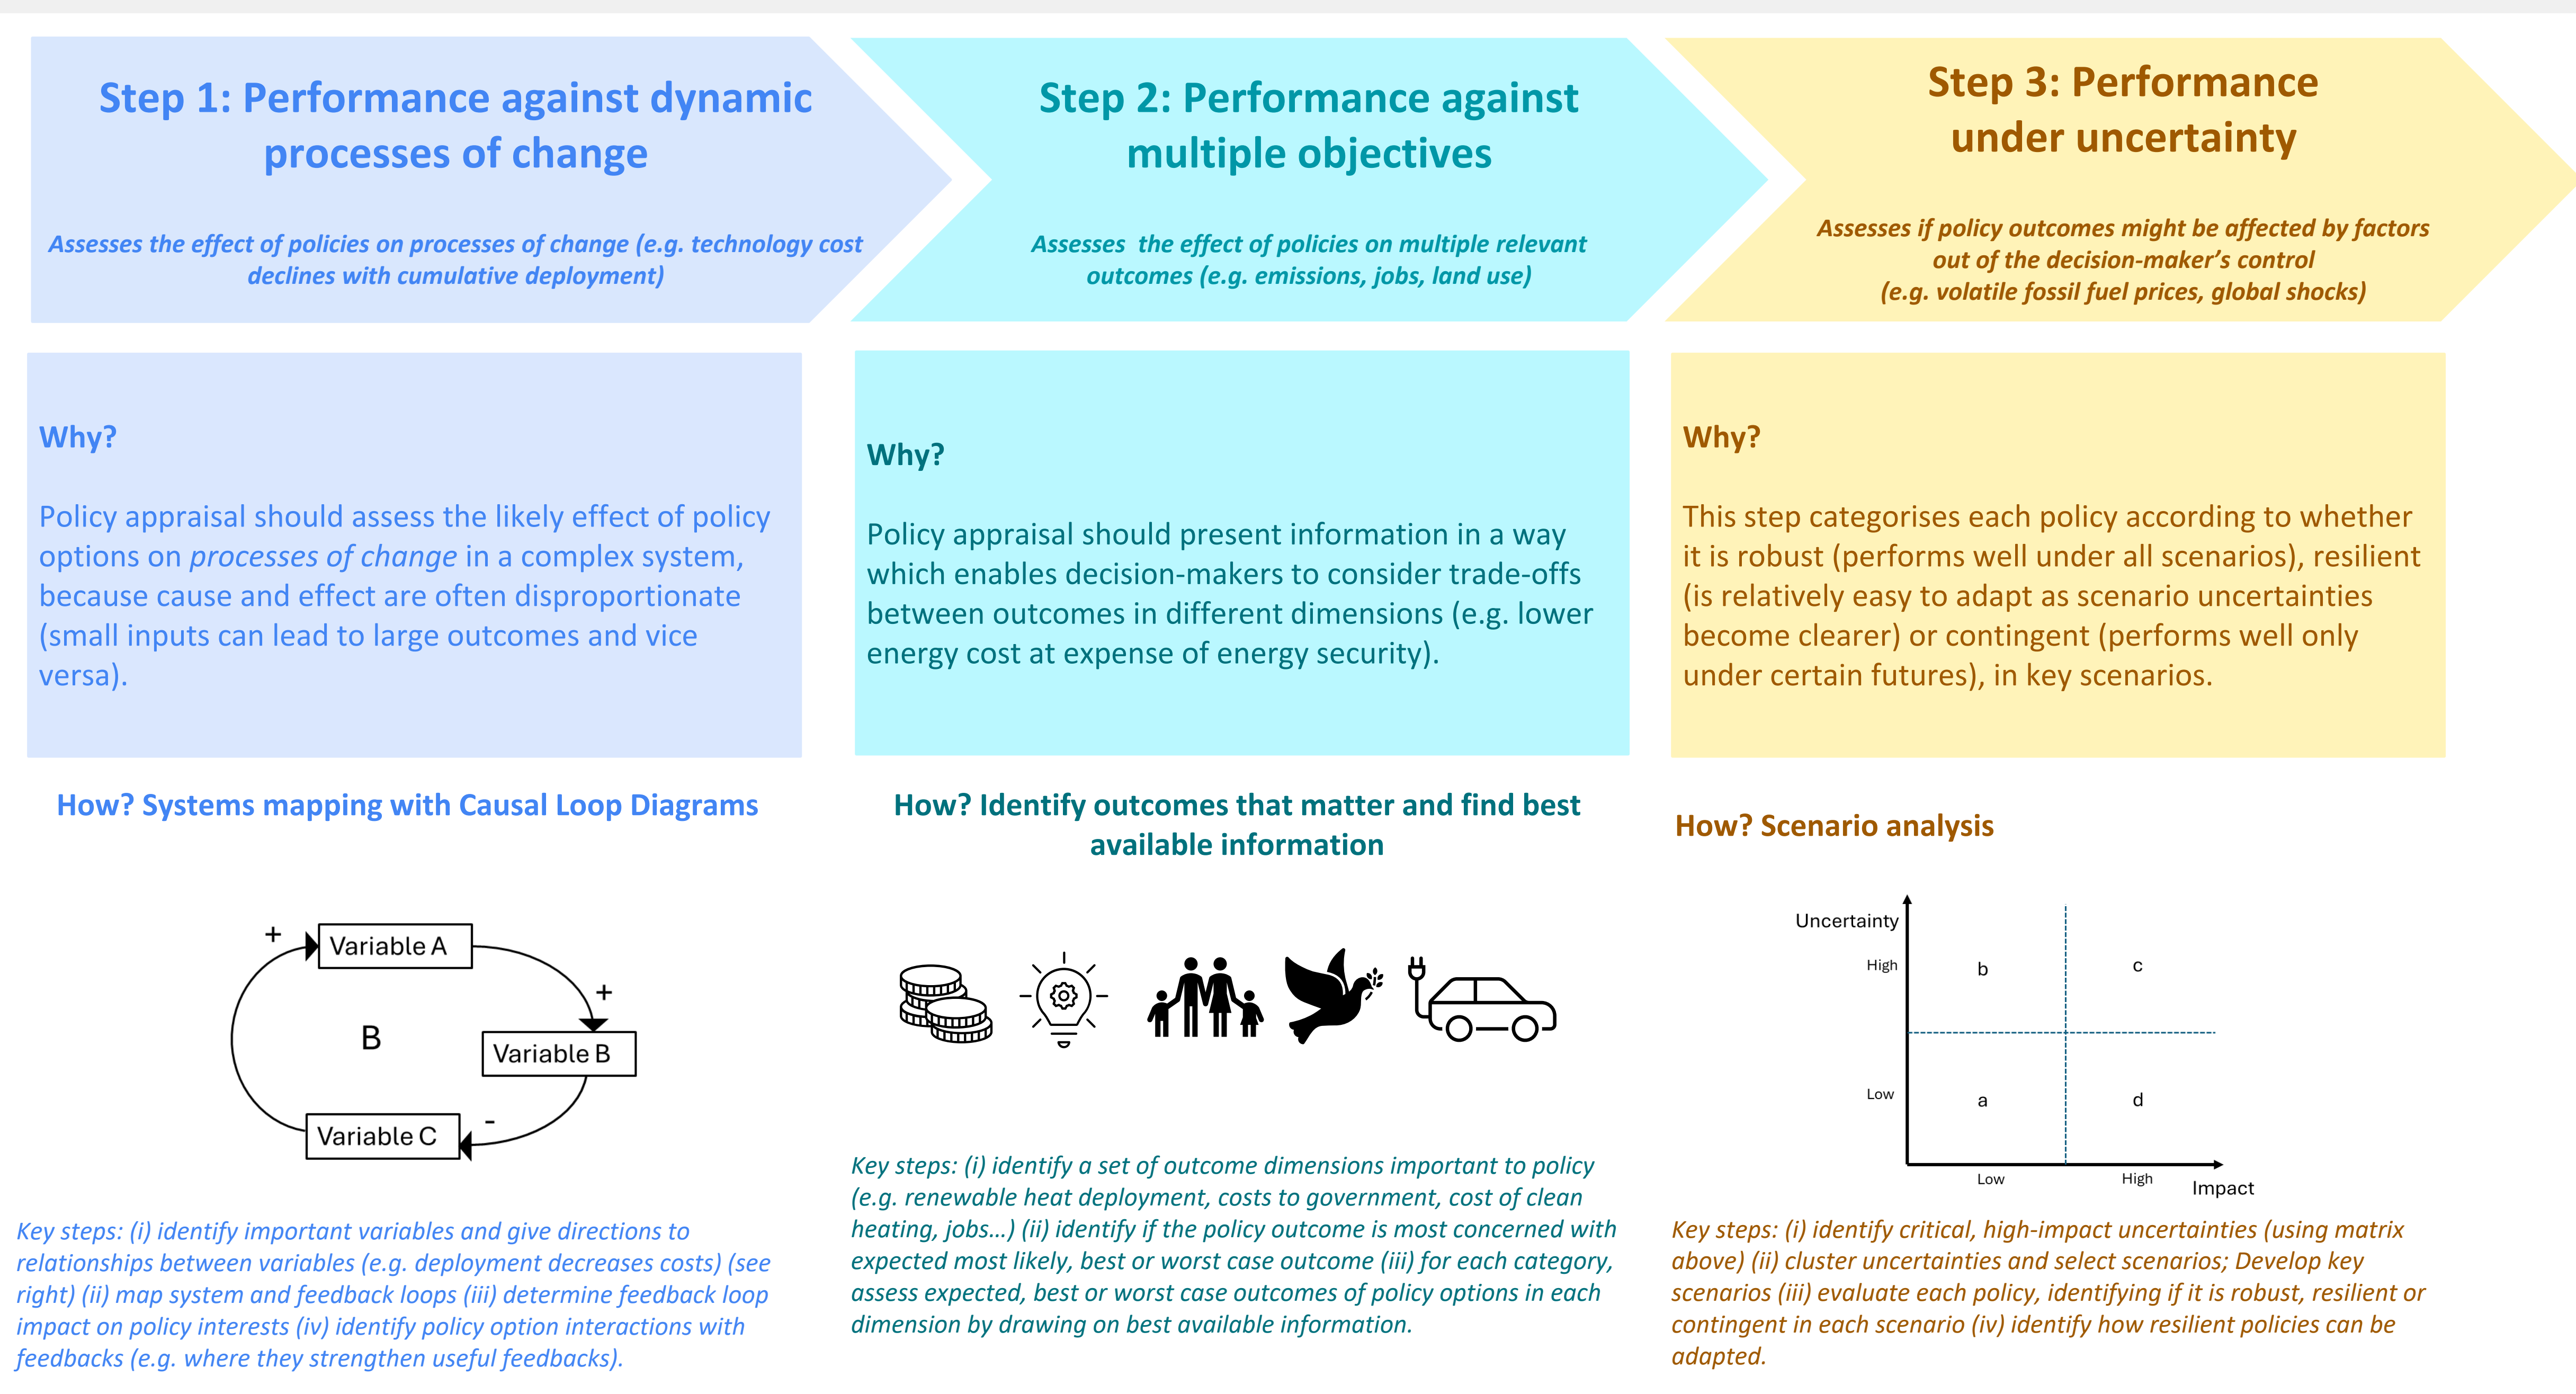 Step 1: Performance against dynamic
processes of change
Assesses the effect of policies on processes of change (e.g. technology cost
declines with cumulative deployment)
Step 2: Performance against
multiple objectives
Assesses  the effect of policies on multiple relevant
outcomes (e.g. emissions, jobs, land use)
Step 3: Performance
under uncertainty
Assesses if policy outcomes might be affected by factors
out of the decision-maker’s control
(e.g. volatile fossil fuel prices, global shocks)
Why?
Policy appraisal should assess the likely effect of policy
options on processes of change in a complex system,
because cause and effect are often disproportionate
(small inputs can lead to large outcomes and vice
versa).
Why?
Policy appraisal should present information in a way
which enables decision-makers to consider trade-offs
between outcomes in different dimensions (e.g. lower
energy cost at expense of energy security).
Why?
This step categorises each policy according to whether
it is robust (performs well under all scenarios), resilient
(is relatively easy to adapt as scenario uncertainties
become clearer) or contingent (performs well only
under certain futures), in key scenarios.
How? Systems mapping with Causal Loop Diagrams
+
Variable A
+
B
Variable B
-
Variable C
Key steps: (i) identify important variables and give directions to
relationships between variables (e.g. deployment decreases costs) (see
right) (ii) map system and feedback loops (iii) determine feedback loop
impact on policy interests (iv) identify policy option interactions with
feedbacks (e.g. where they strengthen useful feedbacks).
How? Identify outcomes that matter and find best
available information
Key steps: (i) identify a set of outcome dimensions important to policy
(e.g. renewable heat deployment, costs to government, cost of clean
heating, jobs…) (ii) identify if the policy outcome is most concerned with
expected most likely, best or worst case outcome (iii) for each category,
assess expected, best or worst case outcomes of policy options in each
dimension by drawing on best available information.
How? Scenario analysis
Uncertainty
High
b
c
Low
a
d
Low
High
Impact
Key steps: (i) identify critical, high-impact uncertainties (using matrix
above) (ii) cluster uncertainties and select scenarios; Develop key
scenarios (iii) evaluate each policy, identifying if it is robust, resilient or
contingent in each scenario (iv) identify how resilient policies can be
adapted.